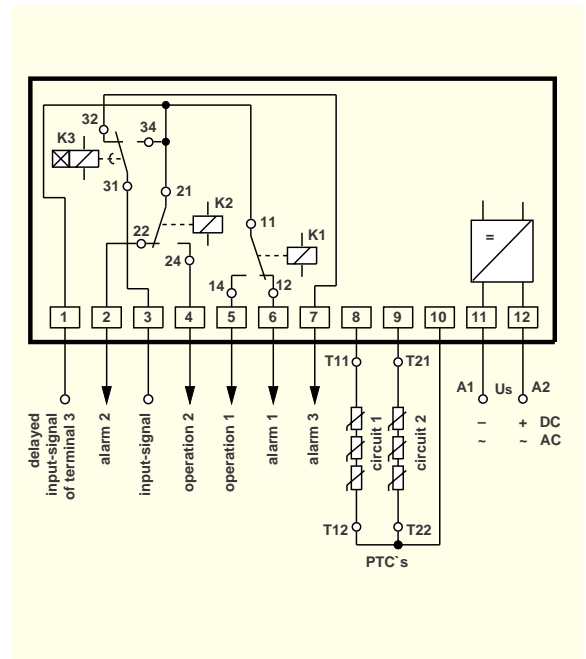 32
34
K3
31
21
K2
22
24
11
K1
14
12
=
1
2
3
4
5
6
7
8
9
10
11
12
T11
T21
A1
Us
A2
– + DC
~ ~ AC
delayed
input-signal
of terminal 3
alarm 2
input-signal
operation 2
operation 1
alarm 1
alarm 3
circuit 1
circuit 2
T12
T22
PTC`s